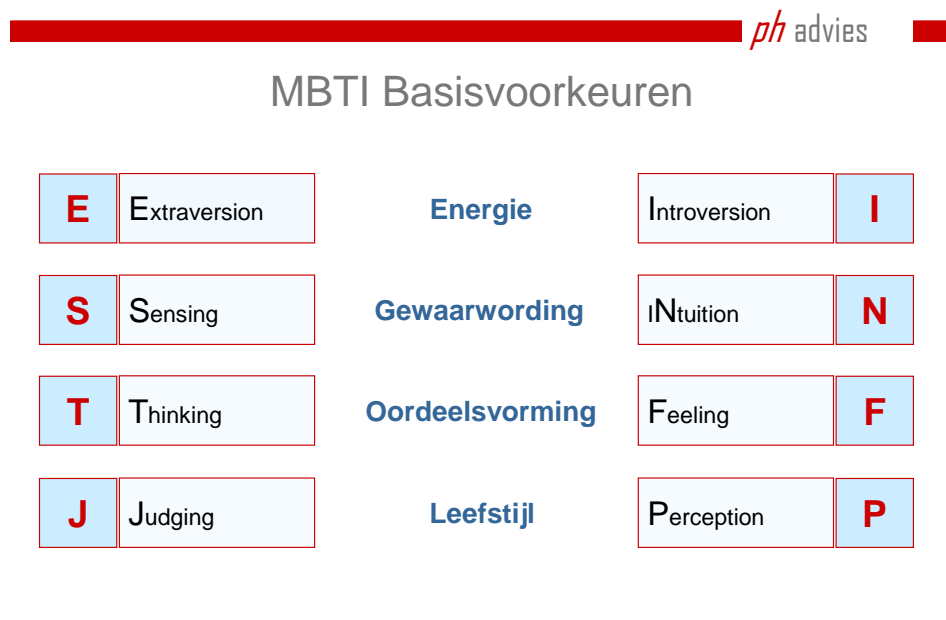 ph advies
MBTI Basisvoorkeuren
E Extraversion Energie Introversion I
S Sensing Gewaarwording INtuition N
T Thinking Oordeelsvorming Feeling F
J Judging Leefstijl Perception P